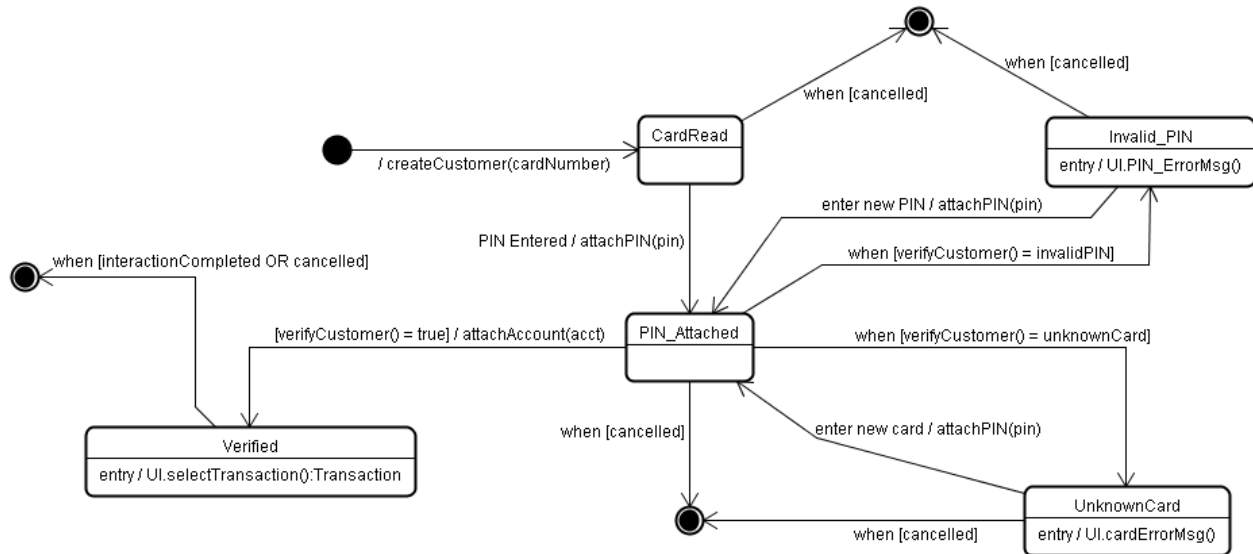 when [cancelled]
when [cancelled]
CardRead
Invalid_PIN
/ createCustomer(cardNumber)
entry / UI.PIN_ErrorMsg()
enter new PIN / attachPIN(pin)
PIN Entered / attachPIN(pin)
when [verifyCustomer() = invalidPIN]
when [interactionCompleted OR cancelled]
[verifyCustomer() = true] / attachAccount(acct)
PIN_Attached
when [verifyCustomer() = unknownCard]
when [cancelled]
enter new card / attachPIN(pin)
Verified
entry / UI.selectTransaction():Transaction
UnknownCard
when [cancelled]
entry / UI.cardErrorMsg()